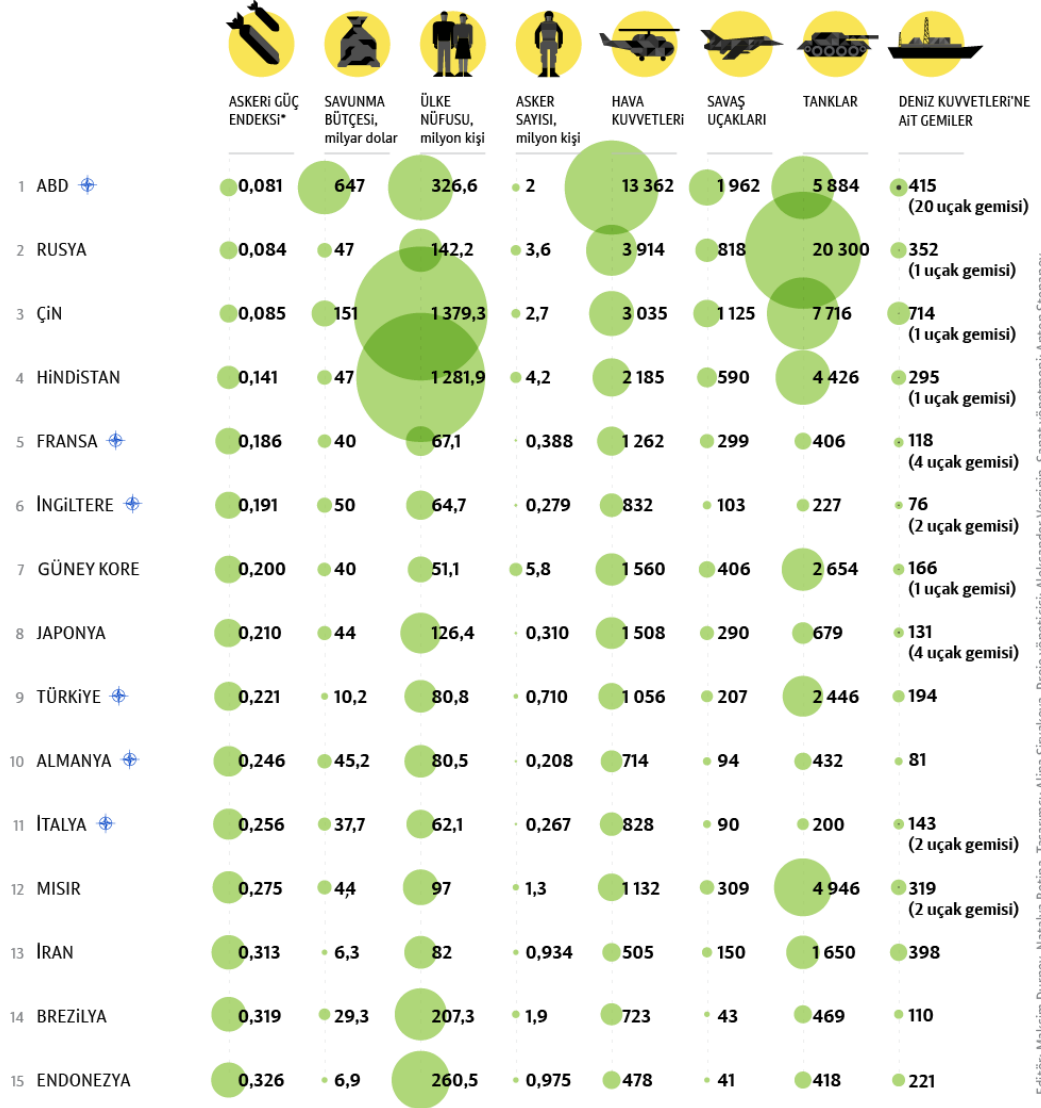 ASKERİ GÜÇ
ENDEKSİ*
SAVUNMA
BÜTÇESİ,
milyar dolar
ÜLKE
NÜFUSU,
milyon kişi
ASKER
SAYISI,
milyon kişi
HAVA
KUVVETLERİ
SAVAŞ
UÇAKLARI
TANKLAR
DENİZ KUVVETLERİ'NE
AİT GEMİLER
1 ABD 0,081 647 326,6 2 13 362 1 962 5 884 415
(20 uçak gemisi)
2 RUSYA 0,084 47 142,2 3,6 3 914 818 20 300 352
(1 uçak gemisi)
3 ÇİN 0,085 151 1 379,3 2,7 3 035 1 125 7 716 714
(1 uçak gemisi)
4 HİNDİSTAN 0,141 47 1 281,9 4,2 2 185 590 4 426 295
(1 uçak gemisi)
5 FRANSA 0,186 40 67,1 0,388 1 262 299 406 118
(4 uçak gemisi)
6 İNGİLTERE 0,191 50 64,7 0,279 832 103 227 76
(2 uçak gemisi)
7 GÜNEY KORE 0,200 40 51,1 5,8 1 560 406 2 654 166
(1 uçak gemisi)
8 JAPONYA 0,210 44 126,4 0,310 1 508 290 679 131
(4 uçak gemisi)
9 TÜRKİYE 0,221 10,2 80,8 0,710 1 056 207 2 446 194
10 ALMANYA 0,246 45,2 80,5 0,208 714 94 432 81
11 İTALYA 0,256 37,7 62,1 0,267 828 90 200 143
(2 uçak gemisi)
12 MISIR 0,275 4,4 97 1,3 1 132 309 4 946 319
(2 uçak gemisi)
13 İRAN 0,313 6,3 82 0,934 505 150 1 650 398
14 BREZİLYA 0,319 29,3 207,3 1,9 723 43 469 110
15 ENDONEZYA 0,326 6,9 260,5 0,975 478 41 418 221